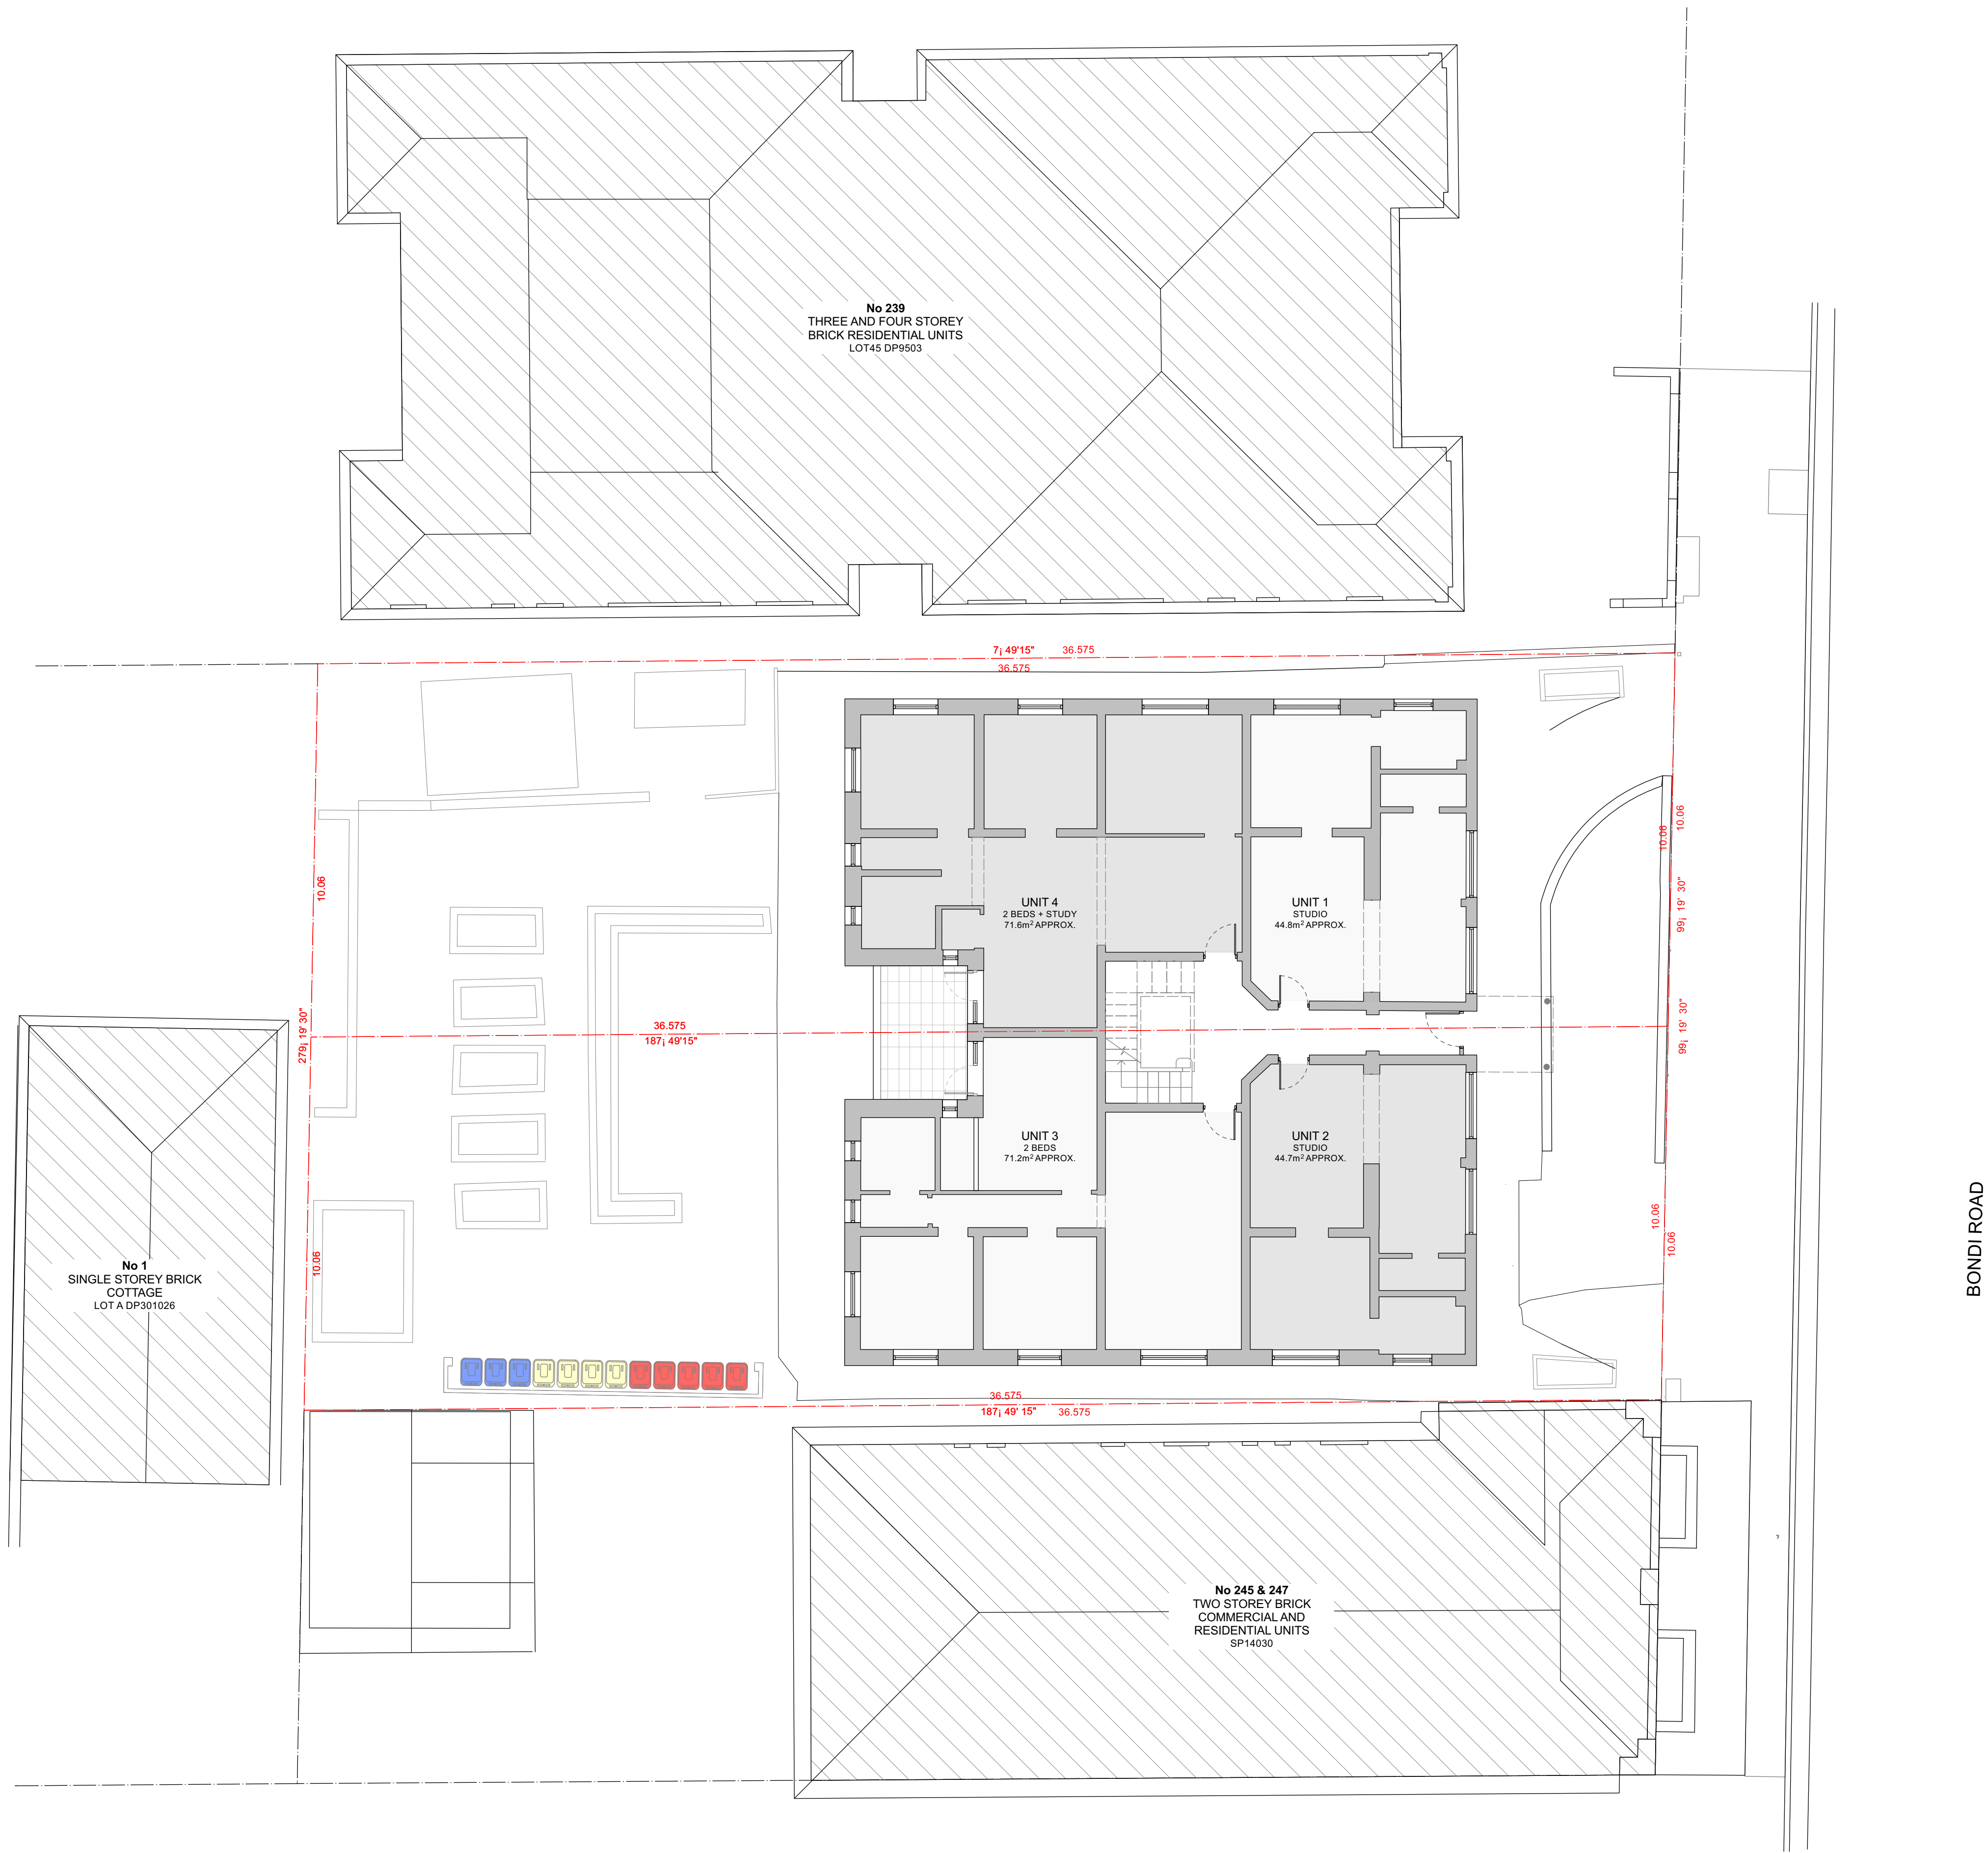 No 239
THREE AND FOUR STOREY
BRICK RESIDENTIAL UNITS
LOT45 DP9503
7¡ 49'15" 36.575
36.575
10.06
10.06
99¡ 19' 30"
10.06
279¡ 19' 30"
UNIT 4
2 BEDS + STUDY
71.6m² APPROX.
UNIT 1
STUDIO
44.8m² APPROX.
36.575
187¡ 49'15"
99¡ 19' 30"
UNIT 3
2 BEDS
71.2m² APPROX.
UNIT 2
STUDIO
44.7m² APPROX.
10.06
10.06
10.06
BONDI ROAD
No 1
SINGLE STOREY BRICK
COTTAGE
LOT A DP301026
36.575
187¡ 49' 15" 36.575
No 245 & 247
TWO STOREY BRICK
COMMERCIAL AND
RESIDENTIAL UNITS
SP14030